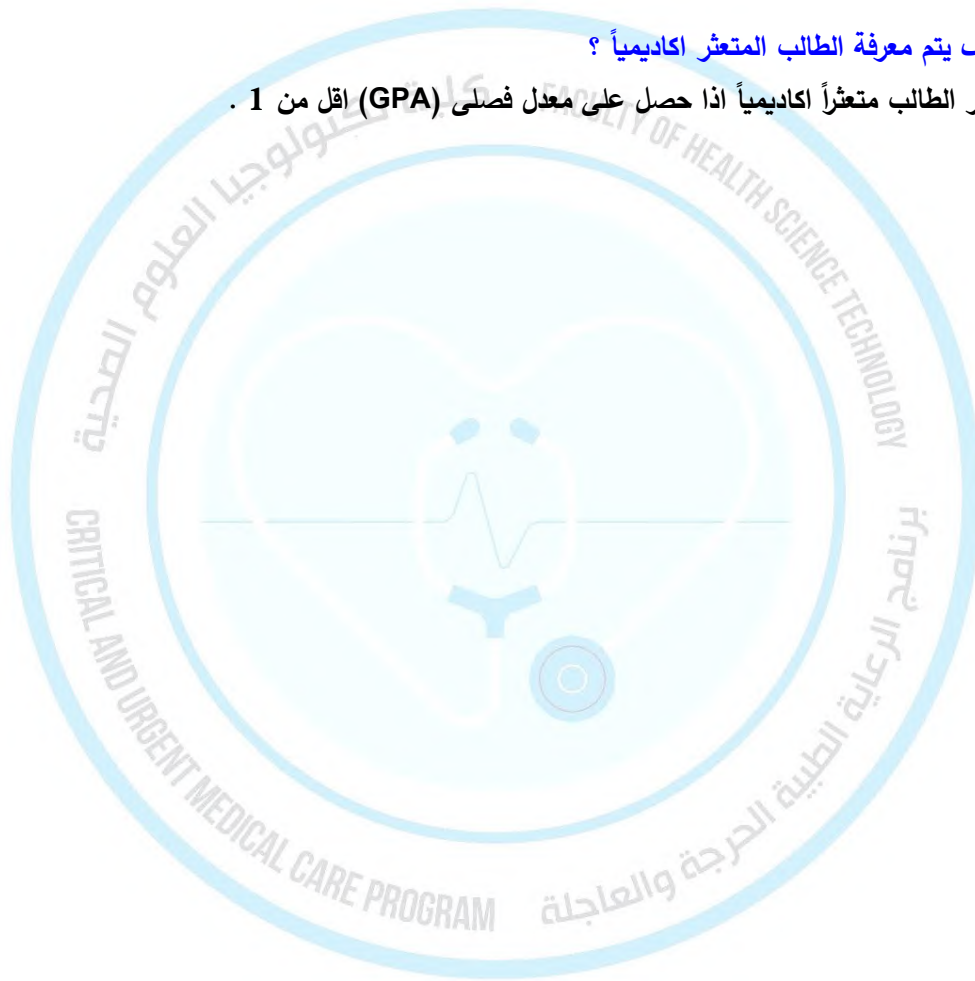 يتم معرفة الطالب المتعثر اكاديمياً ؟
الطالب متعثراً اكاديمياً اذا حصل على معدل فصلى (GPA) اقل من 1 .
كلية تكنولوجيا العلوم الصحية
FACULTY OF HEALTH SCIENCE TECHNOLOGY
CRITICAL AND URGENT MEDICAL CARE PROGRAM
برنامج الرعاية الطبية الحرجة والعاجلة